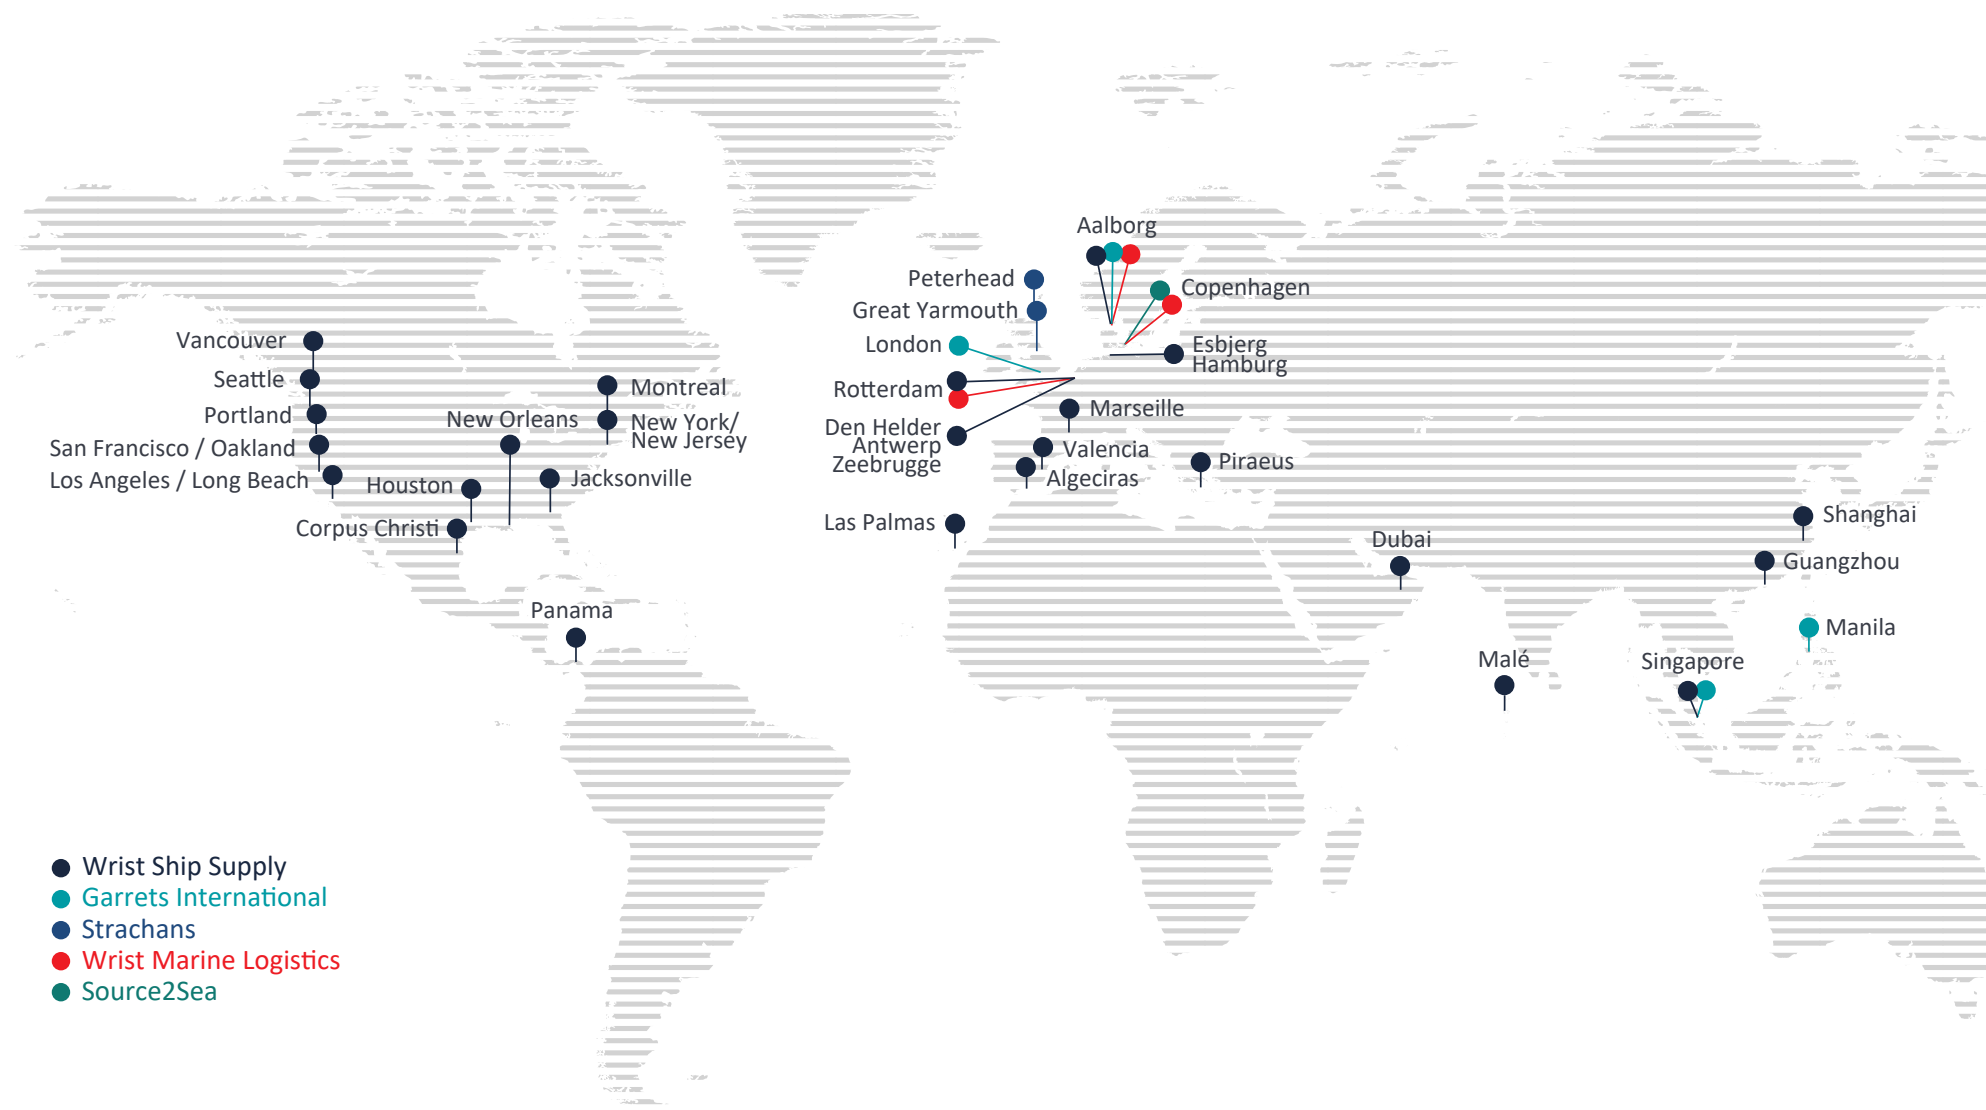 Aalborg
Peterhead
Copenhagen
Great Yarmouth
Vancouver
London
Esbjerg
Hamburg
Seattle
Montreal
Rotterdam
Portland
New Orleans
New York/
New Jersey
Marseille
Den Helder
Antwerp
Zeebrugge
San Francisco / Oakland
Valencia
Piraeus
Los Angeles / Long Beach
Houston
Jacksonville
Algeciras
Corpus Christi
Las Palmas
Shanghai
Dubai
Guangzhou
Panama
Manila
Malé
Singapore
Wrist Ship Supply
Garrets International
Strachans
Wrist Marine Logistics
Source2Sea